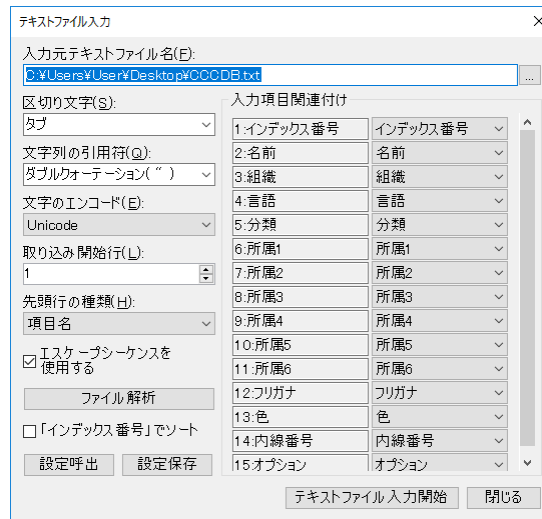 テキストファイル入力
入力元テキストファイル名(F):
C:¥Users¥User¥Desktop¥CCCDB.txt
...
区切り文字(S):
タブ
文字列の引用符(Q):
ダブルクォーテーション( “ )
文字のエンコード(E):
Unicode
取り込み開始行(L):
1
先頭行の種類(H):
項目名
エスケープシーケンスを
使用する
ファイル解析
「インデックス番号」でソート
設定呼出 設定保存
入力項目関連付け
1:インデックス番号 インデックス番号
2:名前 名前
3:組織 組織
4:言語 言語
5:分類 分類
6:所属1 所属1
7:所属2 所属2
8:所属3 所属3
9:所属4 所属4
10:所属5 所属5
11:所属6 所属6
12:フリガナ フリガナ
13:色 色
14:内線番号 内線番号
15:オプション オプション
テキストファイル入力開始 閉じる